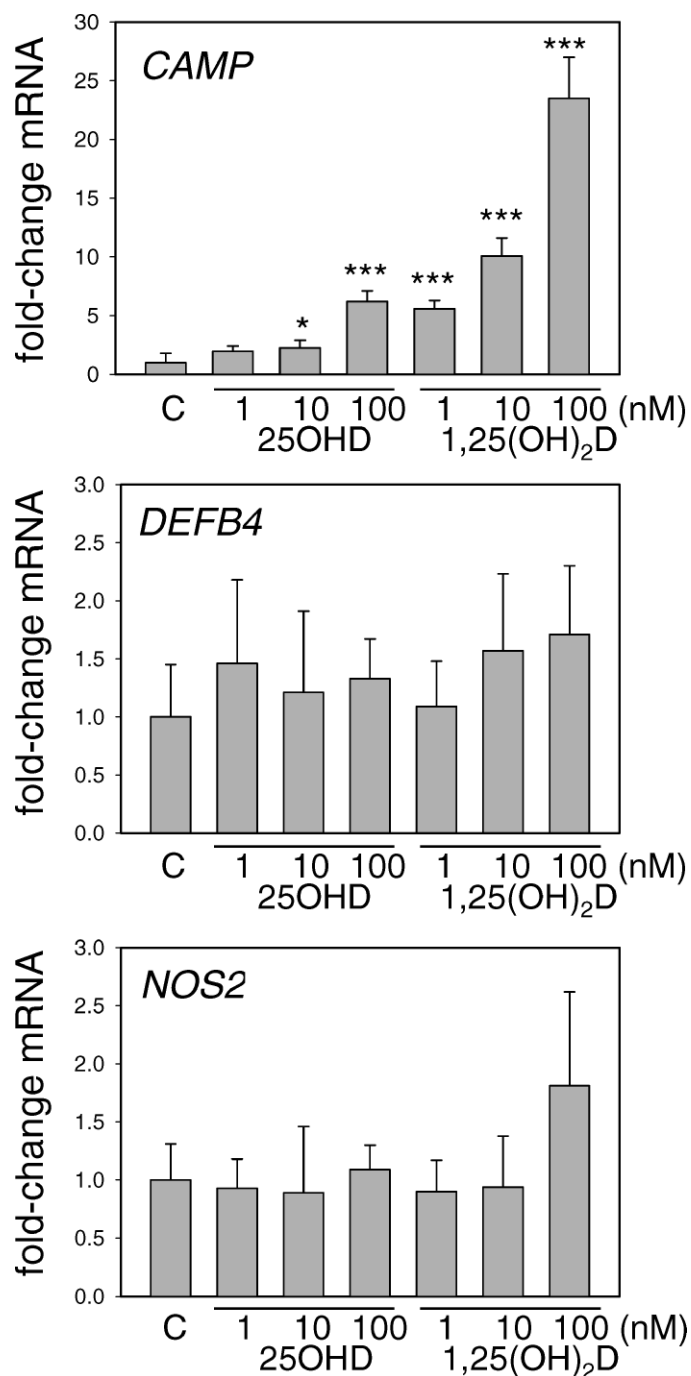 fold-change mRNA
CAMP
30
25
20
15
10
5
0
*
***
***
***
***
C 1 10 100 1 10 100 (nM)
25OHD 1,25(OH)₂D
fold-change mRNA
DEFB4
3.0
2.5
2.0
1.5
1.0
0.5
0.0
C 1 10 100 1 10 100 (nM)
25OHD 1,25(OH)₂D
fold-change mRNA
NOS2
3.0
2.5
2.0
1.5
1.0
0.5
0.0
C 1 10 100 1 10 100 (nM)
25OHD 1,25(OH)₂D